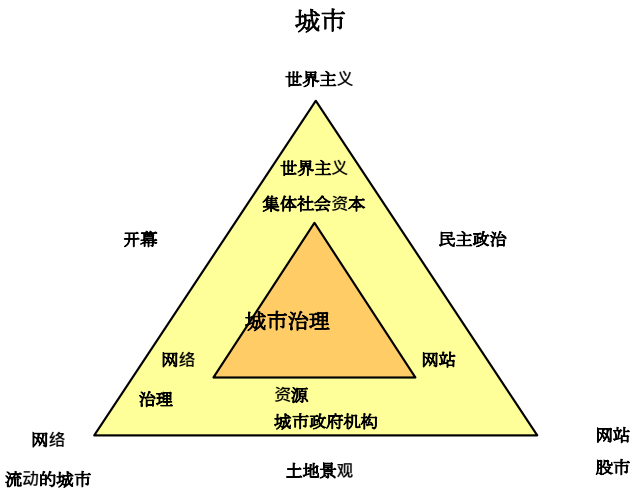 城市
世界主义
世界主义
集体社会资本
开幕
民主政治
城市治理
网络
网站
治理
资源
城市政府机构
网络
网站
流动的城市
土地景观
股市